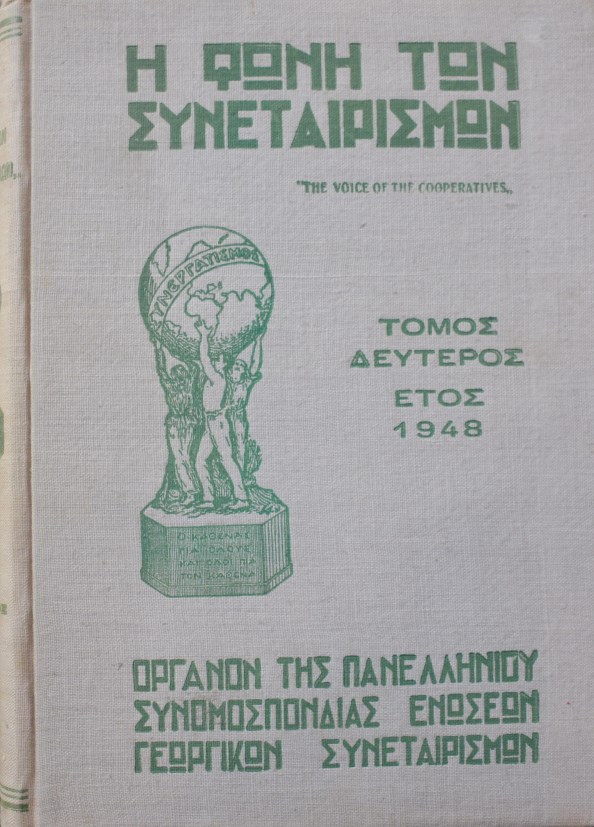 Η ΦΩΝΗ ΤΩΝ
ΣΥΝΕΤΑΙΡΙΣΜΩΝ
"THE VOICE OF THE COOPERATIVES„
ΣΥΝΕΡΓΑΤΙΣΜΟΣ
ΤΟΜΟΣ
ΔΕΥΤΕΡΟΣ
ΕΤΟΣ
1948
Ο ΚΑΘΕΝΑΣ
ΓΙΑ ΟΛΟΥΣ
ΚΑΙ ΟΛΟΙ ΓΙΑ
ΤΟΝ ΚΑΘΕΝΑ
ΟΡΓΑΝΟΝ ΤΗΣ ΠΑΝΕΛΛΗΝΙΟΥ
ΣΥΝΟΜΟΣΠΟΝΔΙΑΣ ΕΝΩΣΕΩΝ
ΓΕΩΡΓΙΚΩΝ ΣΥΝΕΤΑΙΡΙΣΜΩΝ